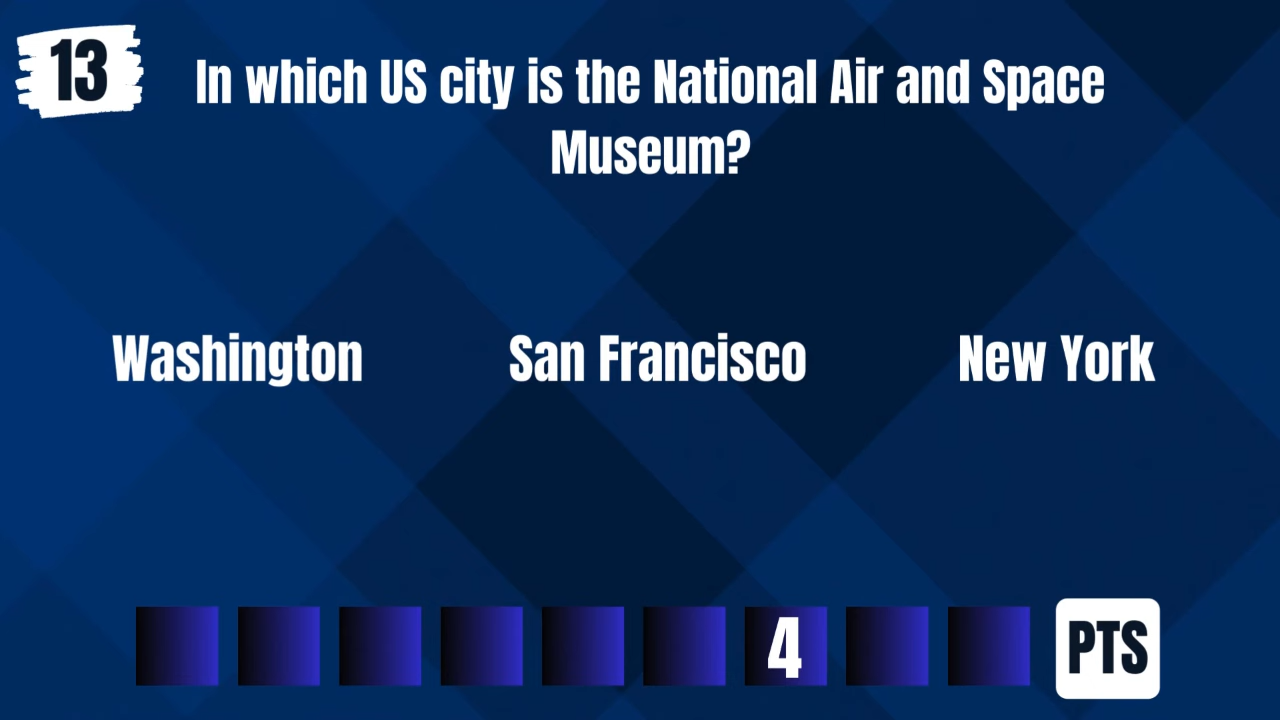 13
In which US city is the National Air and Space
Museum?
Washington
San Francisco
New York
4
PTS